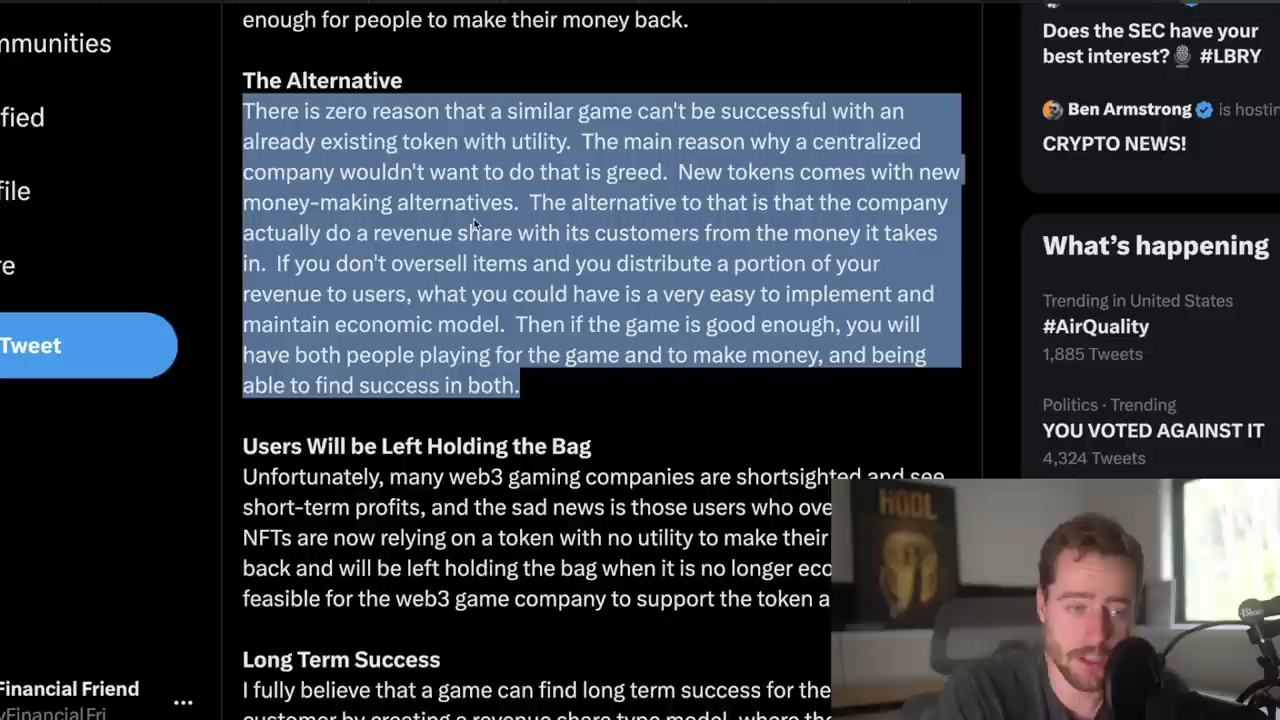 mmunities
fied
file
re
Tweet
Financial Friend
yFinancialFri
...
enough for people to make their money back.
The Alternative
There is zero reason that a similar game can't be successful with an
already existing token with utility.  The main reason why a centralized
company wouldn't want to do that is greed.  New tokens comes with new
money-making alternatives.  The alternative to that is that the company
actually do a revenue share with its customers from the money it takes
in.  If you don't oversell items and you distribute a portion of your
revenue to users, what you could have is a very easy to implement and
maintain economic model.  Then if the game is good enough, you will
have both people playing for the game and to make money, and being
able to find success in both.
Users Will be Left Holding the Bag
Unfortunately, many web3 gaming companies are shortsighted and see
short-term profits, and the sad news is those users who ove
NFTs are now relying on a token with no utility to make their
back and will be left holding the bag when it is no longer eco
feasible for the web3 game company to support the token a
Long Term Success
I fully believe that a game can find long term success for the
customer by creating a revenue share type model, where the
Does the SEC have your
best interest?🎙 #LBRY
Ben Armstrong is hostin
CRYPTO NEWS!
What's happening
Trending in United States
#AirQuality
1,885 Tweets
Politics · Trending
YOU VOTED AGAINST IT
4,324 Tweets
HODL